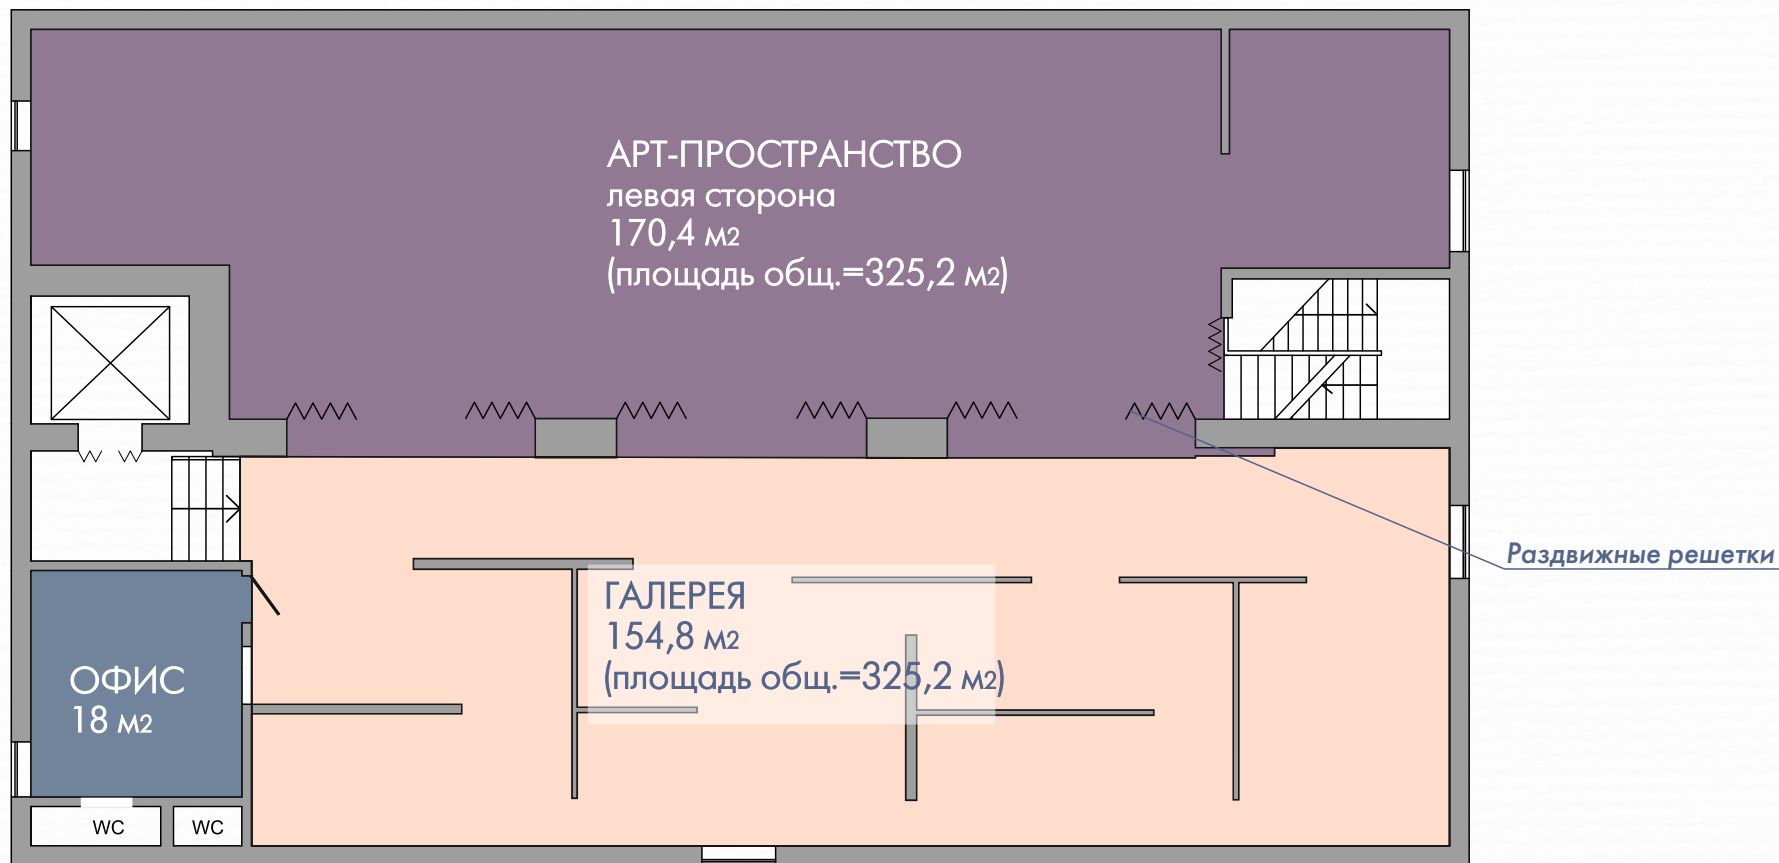 АРТ-ПРОСТРАНСТВО
левая сторона
170,4 м2
(площадь общ.=325,2 м2)
Раздвижные решетки
ГАЛЕРЕЯ
154,8 м2
(площадь общ.=325,2 м2)
ОФИС
18 м2
WC
WC